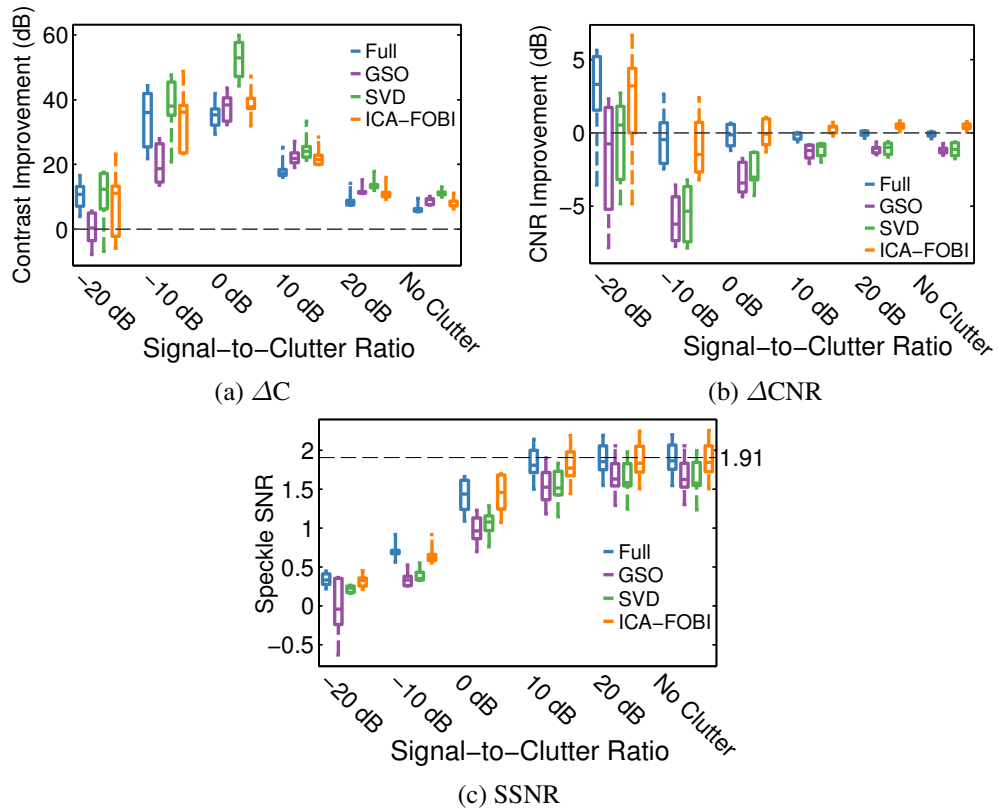 Contrast Improvement (dB)
60
40
20
0
Full
GSO
SVD
ICA−FOBI
−20 dB
−10 dB
0 dB
10 dB
20 dB
No Clutter
Signal−to−Clutter Ratio
(a) ΔC
CNR Improvement (dB)
5
0
−5
Full
GSO
SVD
ICA−FOBI
−20 dB
−10 dB
0 dB
10 dB
20 dB
No Clutter
Signal−to−Clutter Ratio
(b) ΔCNR
Speckle SNR
2
1.5
1
0.5
0
−0.5
1.91
Full
GSO
SVD
ICA−FOBI
−20 dB
−10 dB
0 dB
10 dB
20 dB
No Clutter
Signal−to−Clutter Ratio
(c) SSNR